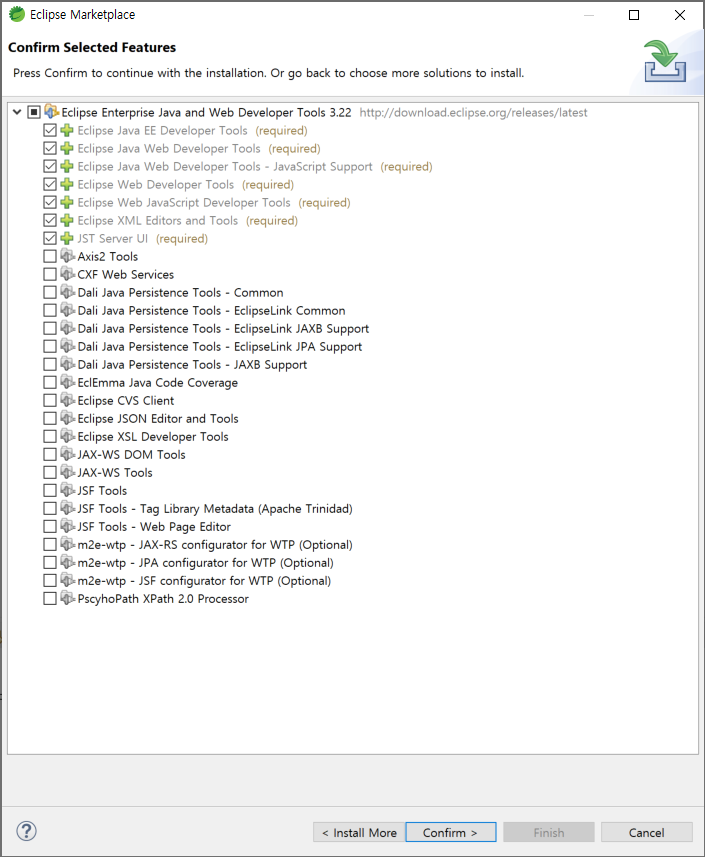 Eclipse Marketplace
Confirm Selected Features
Press Confirm to continue with the installation. Or go back to choose more solutions to install.
Eclipse Enterprise Java and Web Developer Tools 3.22 http://download.eclipse.org/releases/latest
Eclipse Java EE Developer Tools (required)
Eclipse Java Web Developer Tools (required)
Eclipse Java Web Developer Tools - JavaScript Support (required)
Eclipse Web Developer Tools (required)
Eclipse Web JavaScript Developer Tools (required)
Eclipse XML Editors and Tools (required)
JST Server UI (required)
Axis2 Tools
CXF Web Services
Dali Java Persistence Tools - Common
Dali Java Persistence Tools - EclipseLink Common
Dali Java Persistence Tools - EclipseLink JAXB Support
Dali Java Persistence Tools - EclipseLink JPA Support
Dali Java Persistence Tools - JAXB Support
EclEmma Java Code Coverage
Eclipse CVS Client
Eclipse JSON Editor and Tools
Eclipse XSL Developer Tools
JAX-WS DOM Tools
JAX-WS Tools
JSF Tools
JSF Tools - Tag Library Metadata (Apache Trinidad)
JSF Tools - Web Page Editor
m2e-wtp - JAX-RS configurator for WTP (Optional)
m2e-wtp - JPA configurator for WTP (Optional)
m2e-wtp - JSF configurator for WTP (Optional)
PscyhoPath XPath 2.0 Processor
? < Install More Confirm > Finish Cancel